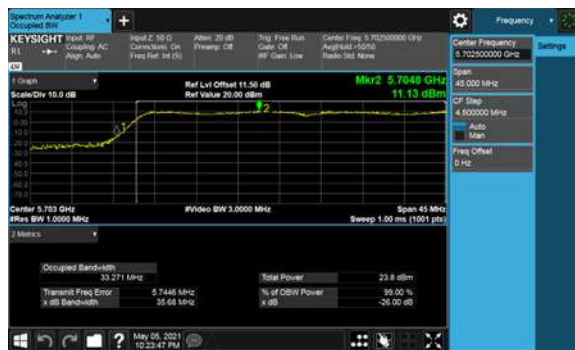 Spectrum Analyzer 1
Occupied BW
+
Frequency
KEYSIGHT Input: RF
RL
Coupling: AC
Align: Auto
Input Z: 50 Ω
Corrections: On
Freq Ref: Int (S)
Atten: 20 dB
Preamp: Off
Trig: Free Run
Gate: Off
#IF Gain: Low
Center Freq: 5.702500000 GHz
Avg|Hold:>50/50
Radio Std: None
Center Frequency
5.702500000 GHz
Settings
Span
45.000 MHz
CF Step
4.500000 MHz
Auto
Man
Freq Offset
0 Hz
1 Graph
Scale/Div 10.0 dB
Ref Lvl Offset 11.50 dB
Ref Value 20.00 dBm
Mkr2 5.7048 GHz
11.13 dBm
Log
Center 5.703 GHz
#Res BW 1.0000 MHz
#Video BW 3.0000 MHz
Span 45 MHz
Sweep 1.00 ms (1001 pts)
2 Metrics
Occupied Bandwidth
33.271 MHz
Total Power
23.8 dBm
Transmit Freq Error
5.7446 MHz
% of OBW Power
99.00 %
x dB Bandwidth
35.68 MHz
x dB
-26.00 dB
?
May 05, 2021
10:23:47 PM